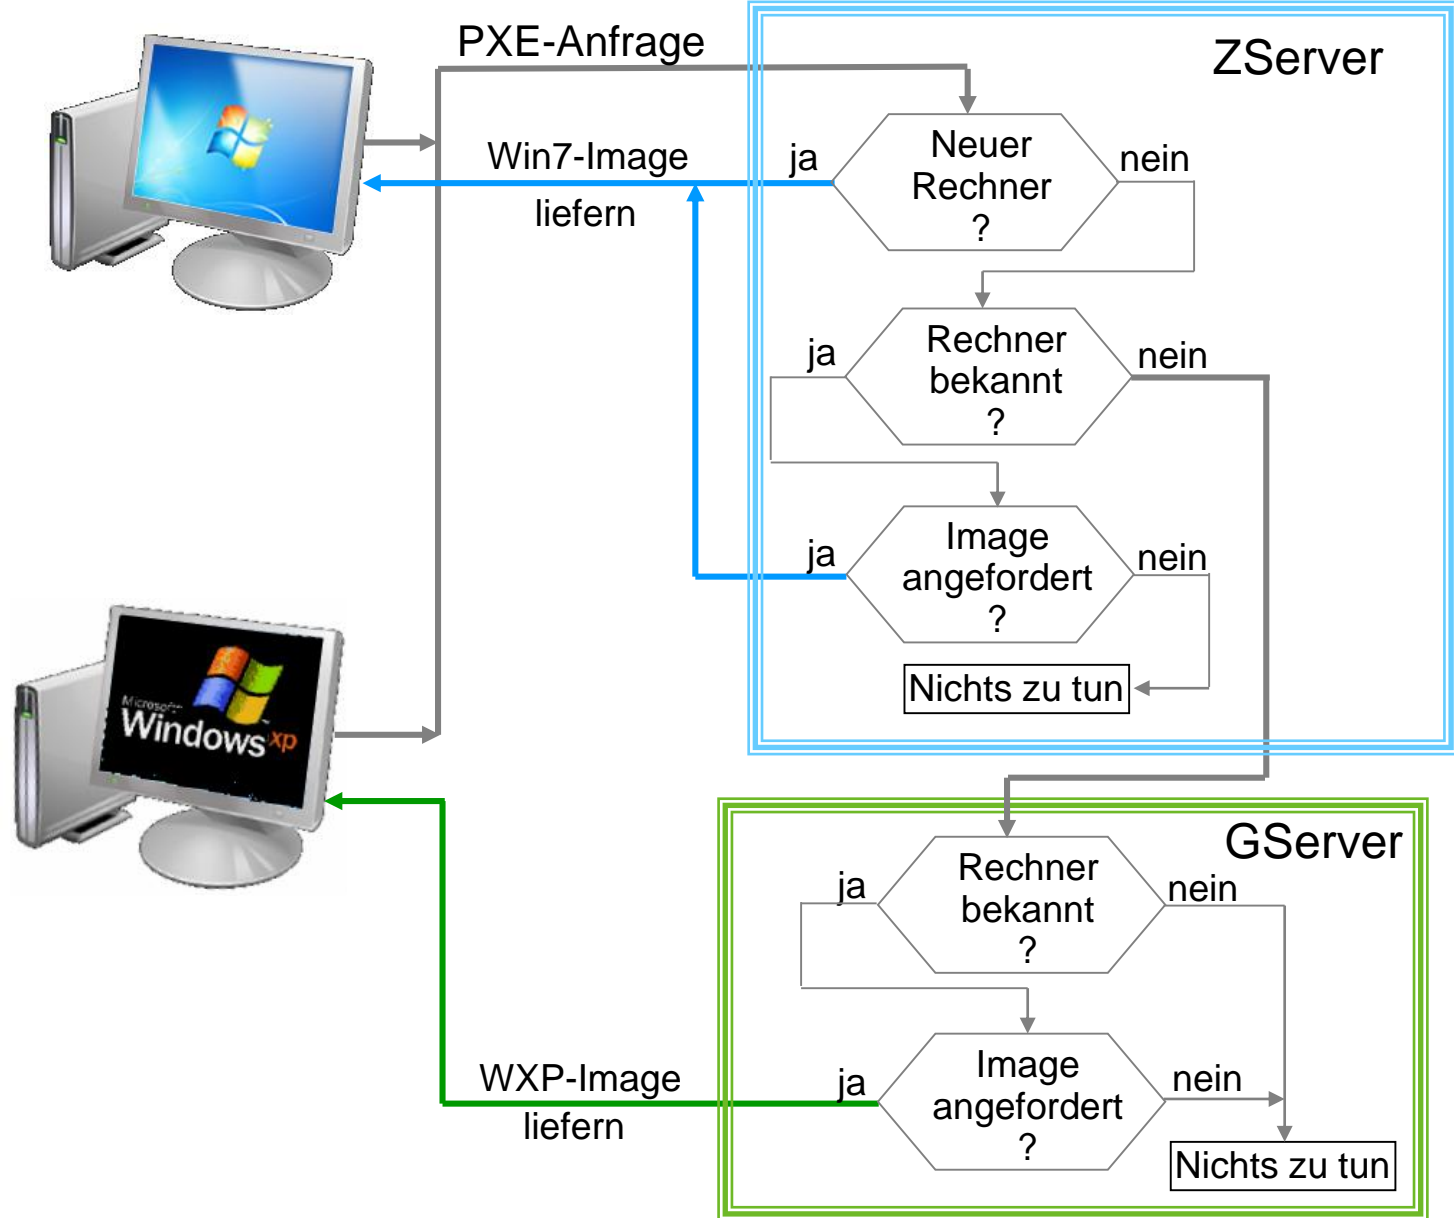 PXE-Anfrage
ZServer
Win7-Image
liefern
ja
Neuer
Rechner
?
nein
ja
Rechner
bekannt
?
nein
ja
Image
angefordert
?
nein
Nichts zu tun
Microsoft
Windows xp
GServer
ja
Rechner
bekannt
?
nein
WXP-Image
liefern
ja
Image
angefordert
?
nein
Nichts zu tun